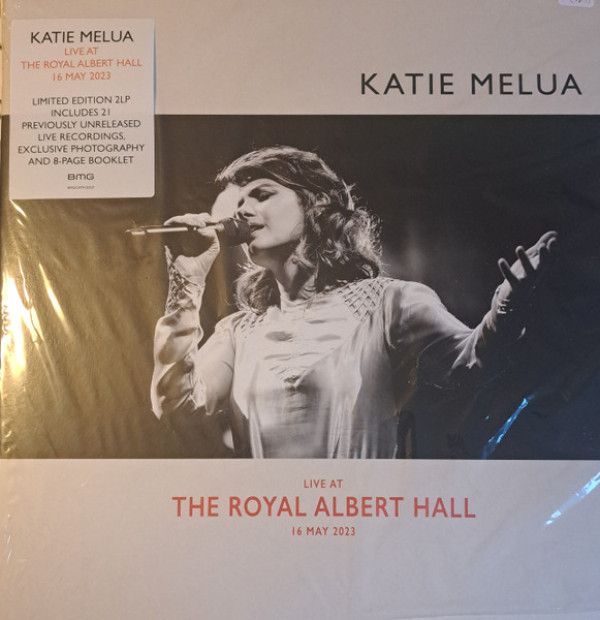 KATIE MELUA
LIVE AT
THE ROYAL ALBERT HALL
16 MAY 2023
LIMITED EDITION 2LP
INCLUDES 21
PREVIOUSLY UNRELEASED
LIVE RECORDINGS,
EXCLUSIVE PHOTOGRAPHY
AND 8-PAGE BOOKLET
BMG
KATIE MELUA
LIVE AT
THE ROYAL ALBERT HALL
16 MAY 2023